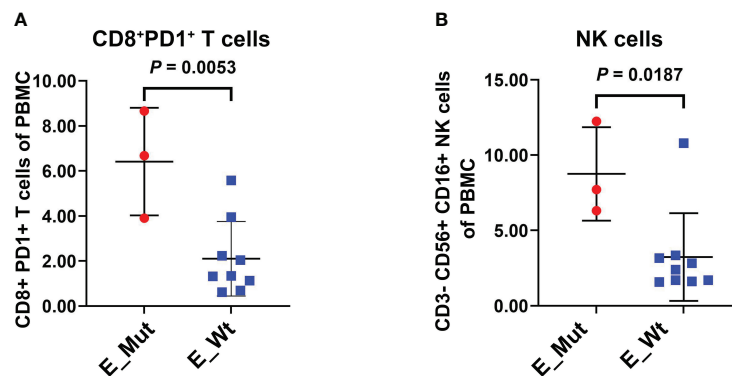 A
CD8⁺PD1⁺ T cells
P = 0.0053
CD8+ PD1+ T cells of PBMC
10.00
8.00
6.00
4.00
2.00
0.00
E_Mut
E_Wt
B
NK cells
P = 0.0187
CD3- CD56+ CD16+ NK cells
of PBMC
15.00
10.00
5.00
0.00
E_Mut
E_Wt